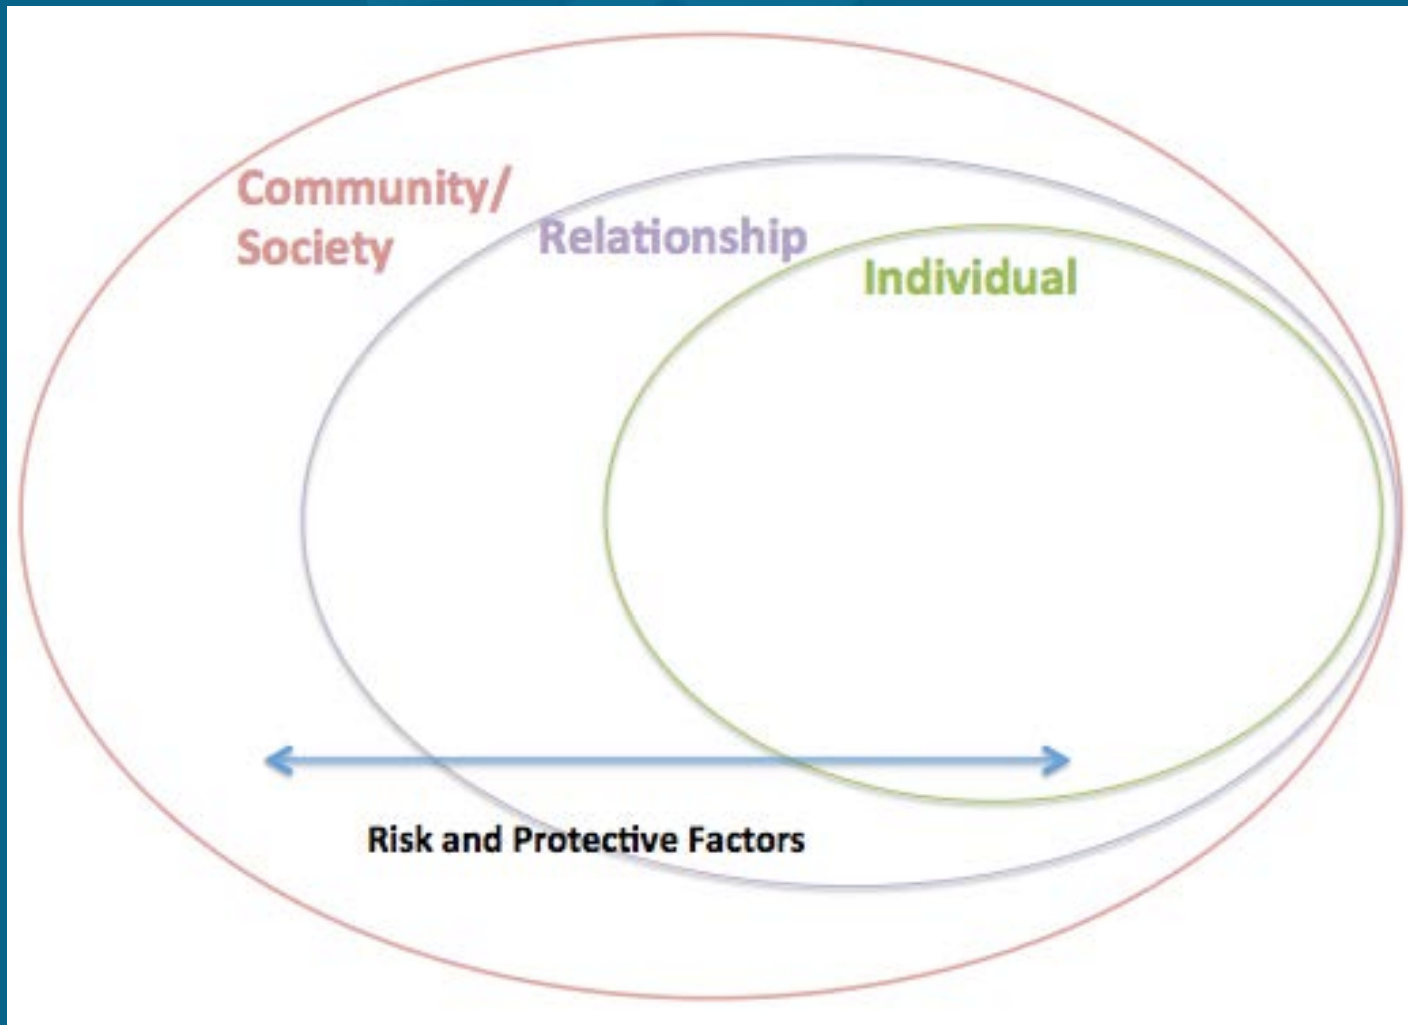 Community/
Society
Relationship
Individual
Risk and Protective Factors